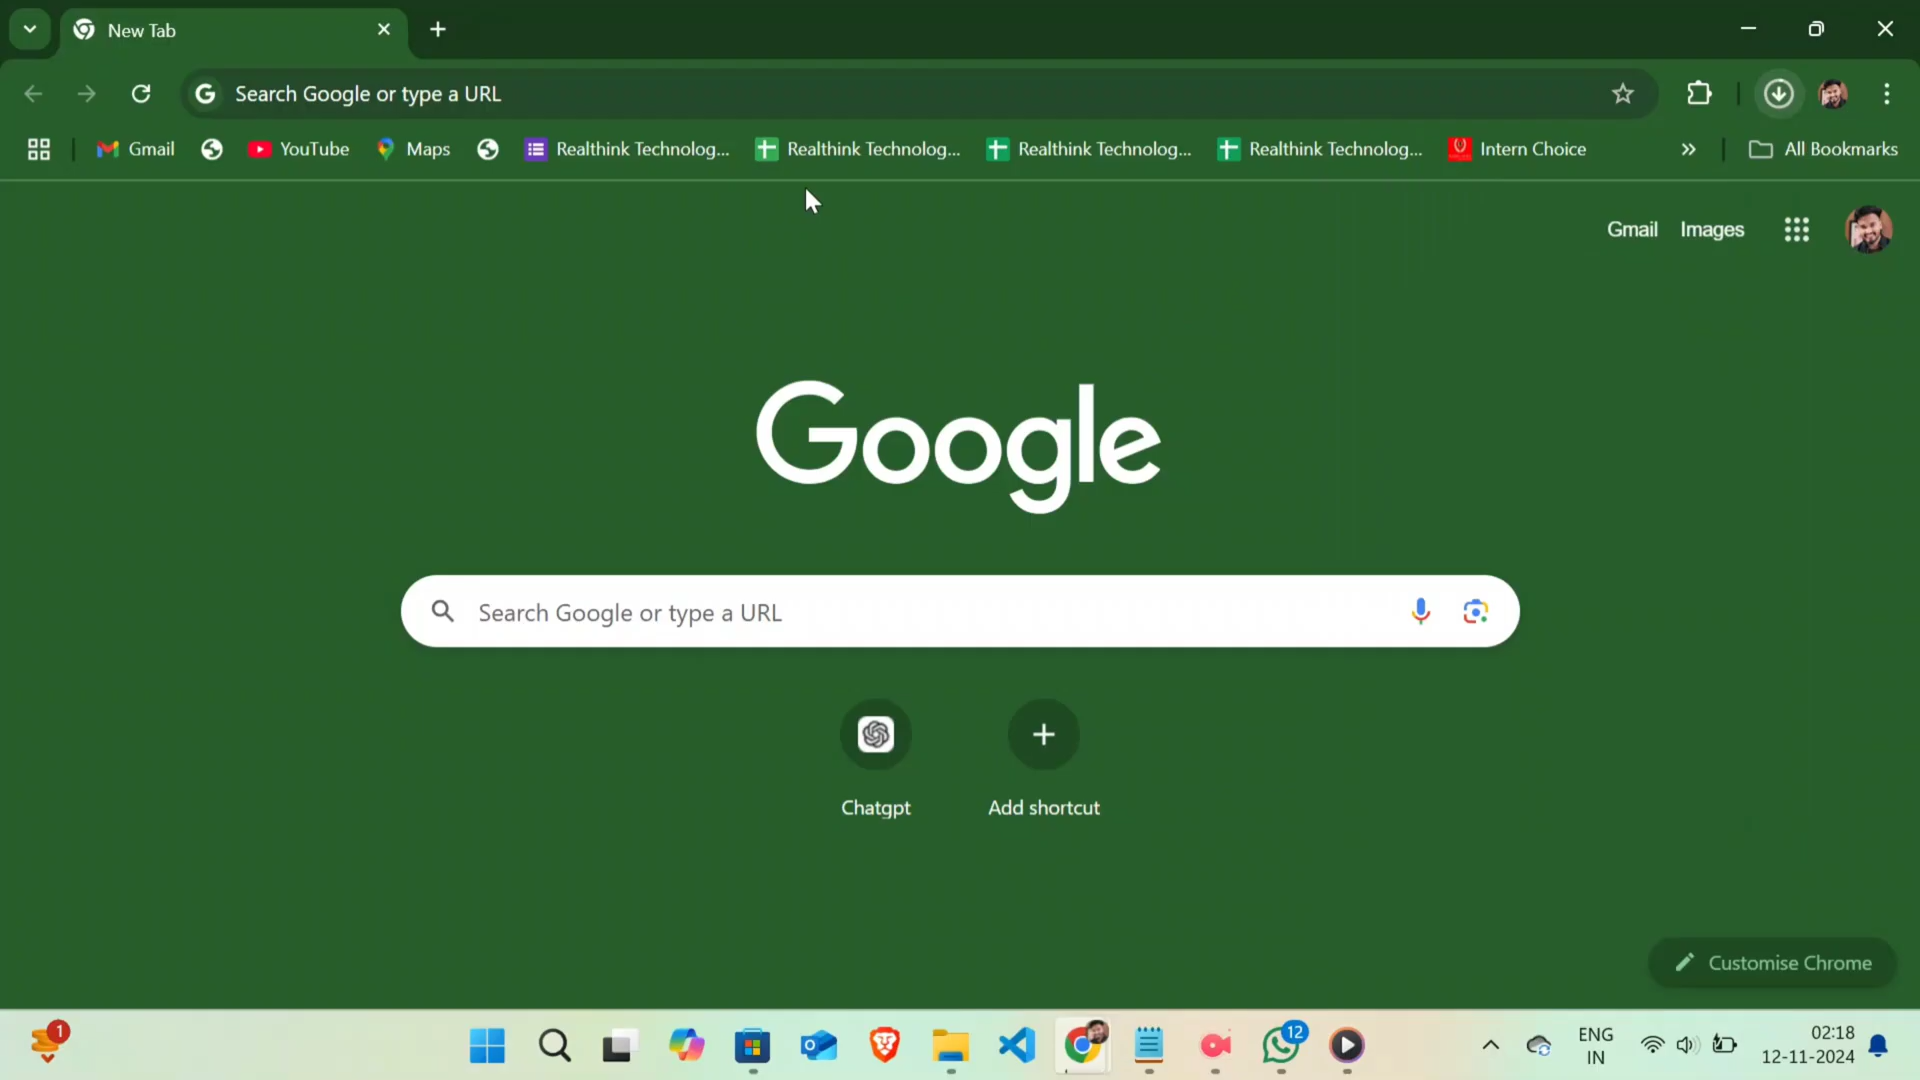 New Tab
Search Google or type a URL
Gmail
YouTube
Maps
Realthink Technolog...
Realthink Technolog...
Realthink Technolog...
Realthink Technolog...
Intern Choice
All Bookmarks
Gmail
Images
Google
Search Google or type a URL
Chatgpt
Add shortcut
Customise Chrome
1
12
ENG
IN
02:18
12-11-2024